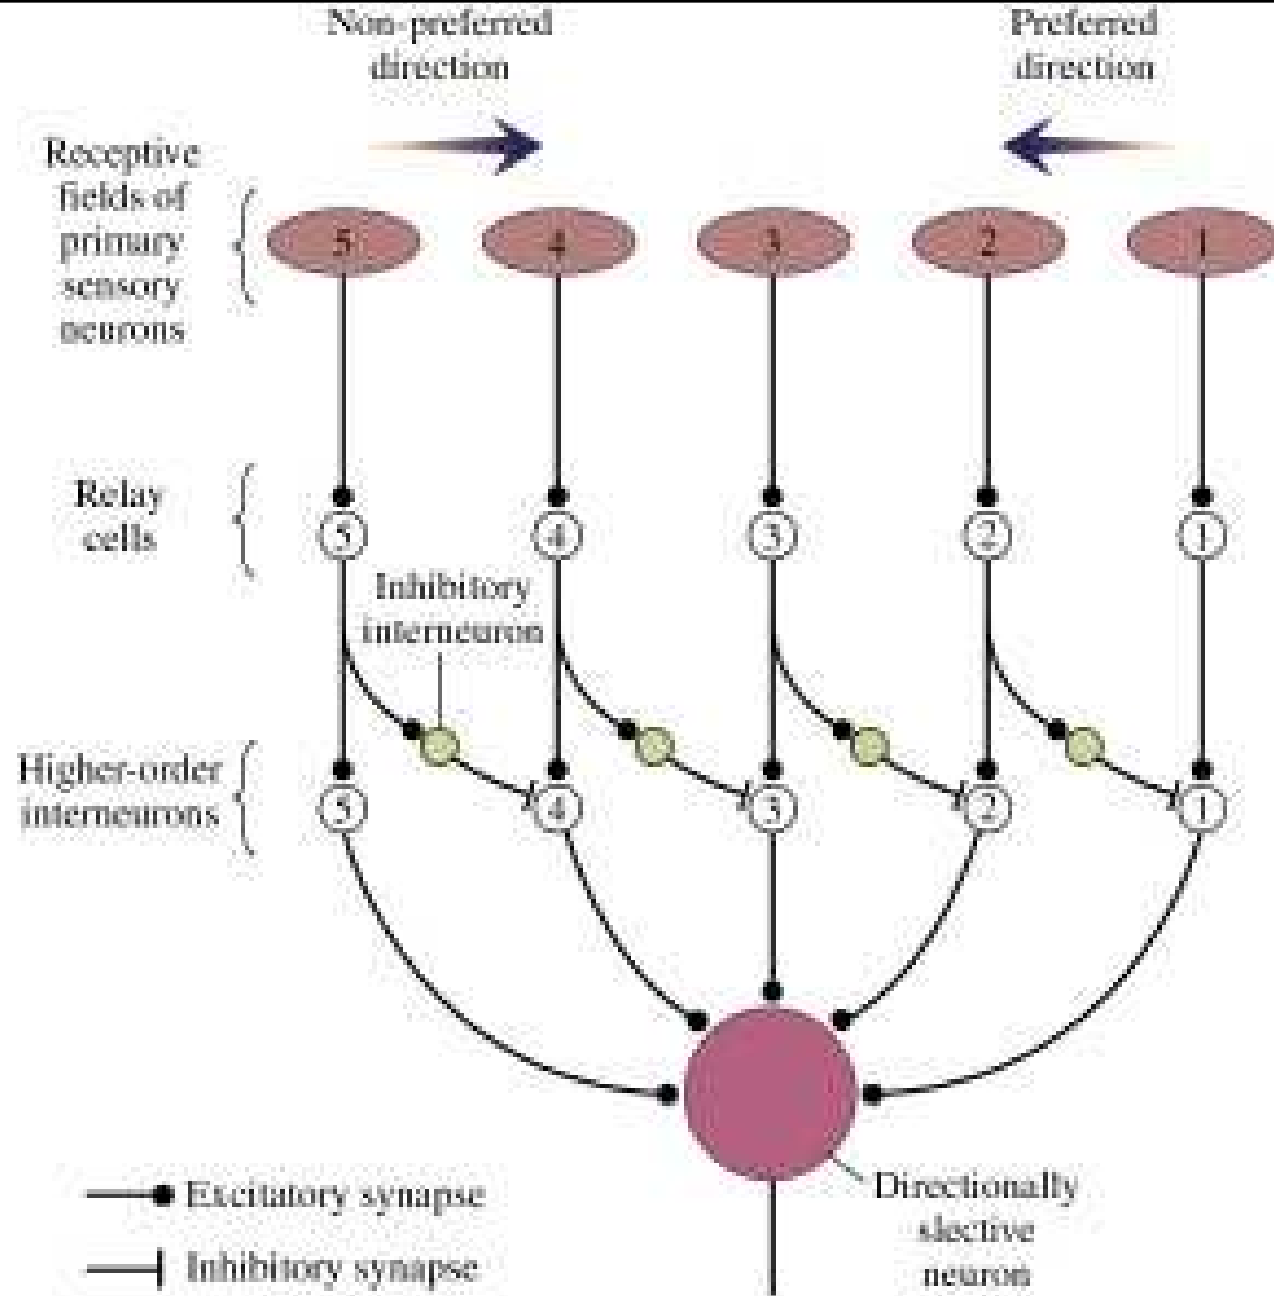 Non-preferred
direction
Preferred
direction
Receptive
fields of
primary
sensory
neurons
5
4
3
2
1
Relay
cells
5
4
3
2
1
Inhibitory
interneuron
Higher-order
interneurons
5
4
3
2
1
Excitatory synapse
Inhibitory synapse
Directionally
slective
neuron